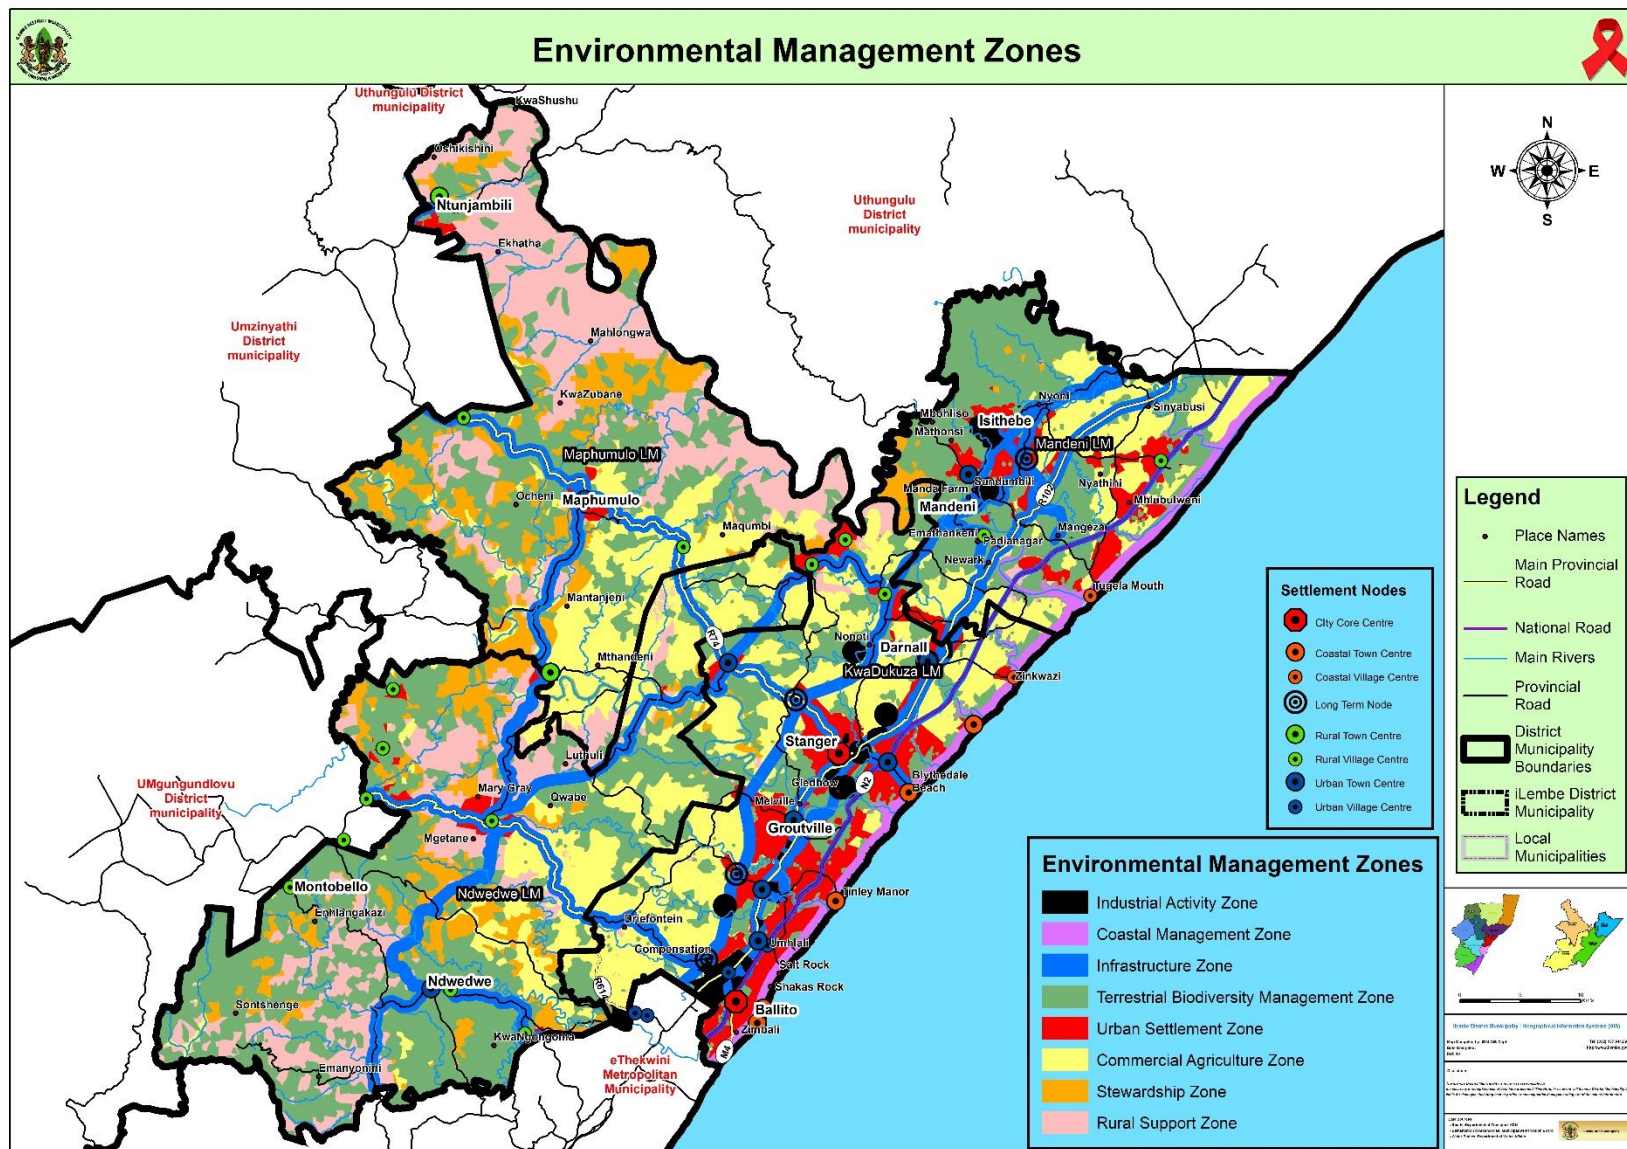 Environmental Management Zones
Uthungulu District
municipality
KwaShushu
Oshikishini
Ntunjambili
Ekhatha
Uthungulu
District
municipality
Umzinyathi
District
municipality
Mahlongwa
KwaZubane
Maphumulo LM
Ocheni
Maphumulo
Maqumbi
Mantanjeni
Mthandeni
R74
Luthuli
Mbohliso
Mathonsi
Isithebe
Nyoni
Mandeni LM
Sinyabusi
Sundumbili
Manda Farm
Mandeni
R102
Nyathini
Mhlubulweni
Emathankeni
Padianagar
Mangeza
Newark
Tugela Mouth
Nonoti
Darnall
KwaDukuza LM
Zinkwazi
Stanger
Gledhow
N2
Blythedale
Beach
Melville
Groutville
Tinley Manor
UMgungundlovu
District
municipality
Mary Gray
Qwabe
Mgetane
Montobello
Ndwedwe LM
Enhlangakazi
Driefontein
Compensation
Umhlali
Salt Rock
Shakas Rock
Ballito
Zimbali
M4
R614
Ndwedwe
Sontshenge
KwaNgengoma
Emanyonini
eThekwini
Metropolitan
Municipality
N
W
E
S
Settlement Nodes
City Core Centre
Coastal Town Centre
Coastal Village Centre
Long Term Node
Rural Town Centre
Rural Village Centre
Urban Town Centre
Urban Village Centre
Environmental Management Zones
Industrial Activity Zone
Coastal Management Zone
Infrastructure Zone
Terrestrial Biodiversity Management Zone
Urban Settlement Zone
Commercial Agriculture Zone
Stewardship Zone
Rural Support Zone
Legend
Place Names
Main Provincial
Road
National Road
Main Rivers
Provincial
Road
District
Municipality
Boundaries
iLembe District
Municipality
Local
Municipalities